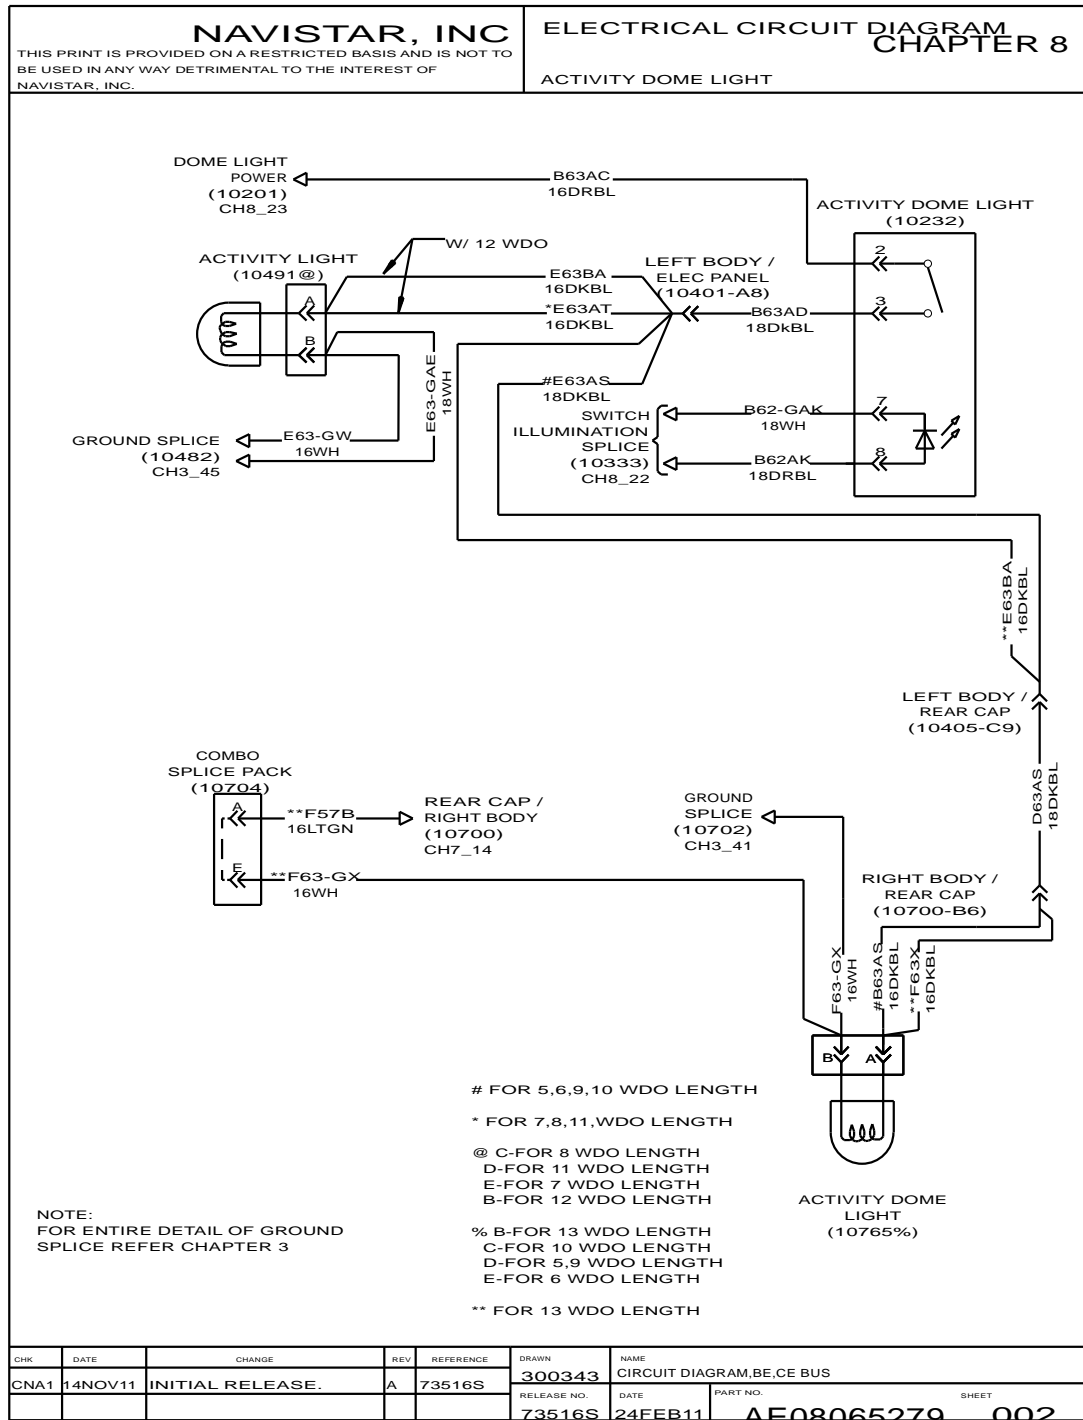 NAVISTAR, INC
THIS PRINT IS PROVIDED ON A RESTRICTED BASIS AND IS NOT TO
BE USED IN ANY WAY DETRIMENTAL TO THE INTEREST OF
NAVISTAR, INC.
ELECTRICAL CIRCUIT DIAGRAM
CHAPTER 8
ACTIVITY DOME LIGHT
DOME LIGHT
POWER
(10201)
CH8_23
B63AC
16DRBL
ACTIVITY DOME LIGHT
(10232)
2
3
7
8
W/ 12 WDO
ACTIVITY LIGHT
(10491@)
A
B
E63BA
16DKBL
*E63AT
16DKBL
LEFT BODY /
ELEC PANEL
(10401-A8)
B63AD
18DkBL
E63-GAE
18WH
#E63AS
18DKBL
GROUND SPLICE
(10482)
CH3_45
E63-GW
16WH
SWITCH
ILLUMINATION
SPLICE
(10333)
CH8_22
B62-GAK
18WH
B62AK
18DRBL
**E63BA
16DKBL
LEFT BODY /
REAR CAP
(10405-C9)
D63AS
18DKBL
COMBO
SPLICE PACK
(10704)
A
E
**F57B
16LTGN
REAR CAP /
RIGHT BODY
(10700)
CH7_14
**F63-GX
16WH
GROUND
SPLICE
(10702)
CH3_41
RIGHT BODY /
REAR CAP
(10700-B6)
F63-GX
16WH
#B63AS
16DKBL
**F63X
16DKBL
B
A
ACTIVITY DOME
LIGHT
(10765%)
# FOR 5,6,9,10 WDO LENGTH
* FOR 7,8,11,WDO LENGTH
@ C-FOR 8 WDO LENGTH
D-FOR 11 WDO LENGTH
E-FOR 7 WDO LENGTH
B-FOR 12 WDO LENGTH
% B-FOR 13 WDO LENGTH
C-FOR 10 WDO LENGTH
D-FOR 5,9 WDO LENGTH
E-FOR 6 WDO LENGTH
** FOR 13 WDO LENGTH
NOTE:
FOR ENTIRE DETAIL OF GROUND
SPLICE REFER CHAPTER 3
CHK DATE CHANGE REV REFERENCE
CNA1 14NOV11 INITIAL RELEASE. A 73516S
DRAWN
300343
NAME
CIRCUIT DIAGRAM,BE,CE BUS
RELEASE NO.
73516S
DATE
24FEB11
PART NO.
AE08065279
SHEET
002